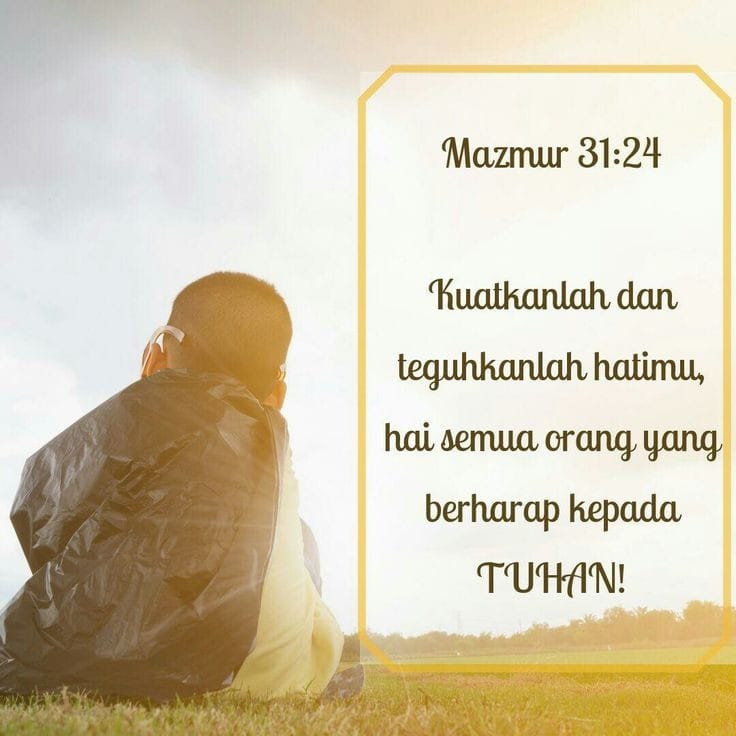 Mazmur 31:24
Kuatkanlah dan
teguhkanlah hatimu,
hai semua orang yang
berharap kepada
TUHAN!